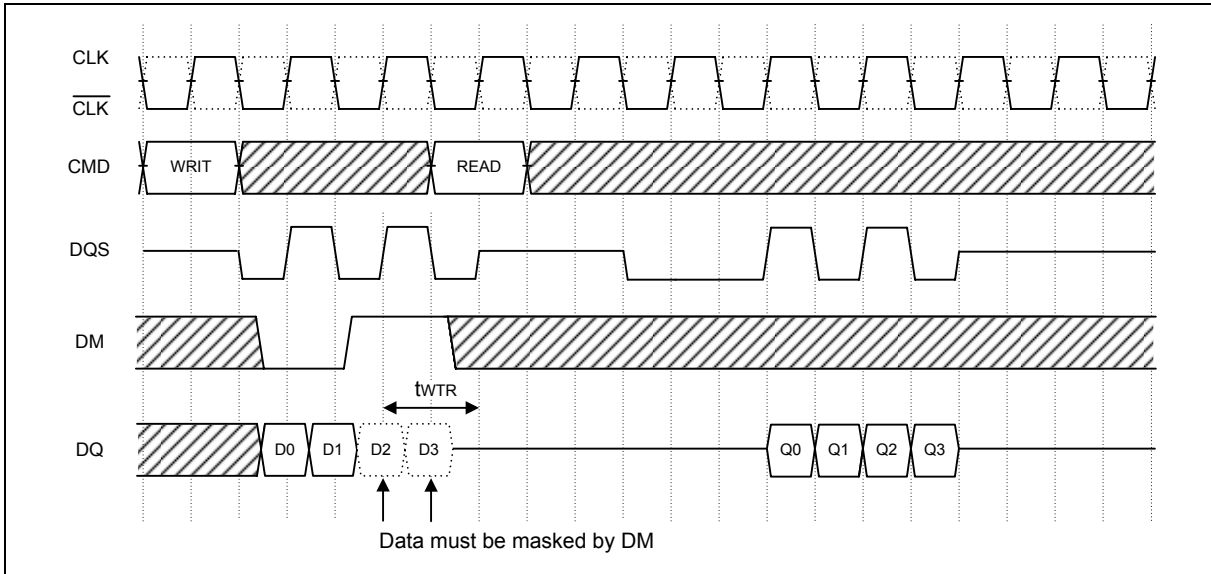 CLK
CLK
CMD WRIT READ
DQS
DM
tWTR
DQ D0 D1 D2 D3 Q0 Q1 Q2 Q3
Data must be masked by DM